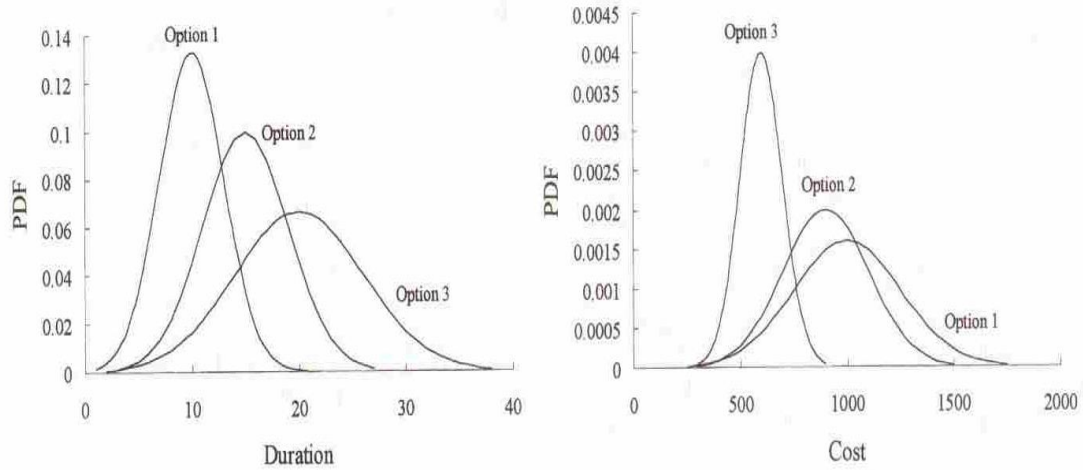 Option 1
0.14
0.12
0.1
0.08
0.06
0.04
0.02
0
Option 2
Option 3
PDF
0
10
20
30
40
Duration
0.0045
0.004
0.0035
0.003
0.0025
0.002
0.0015
0.001
0.0005
0
Option 3
Option 2
Option 1
PDF
0
500
1000
1500
2000
Cost